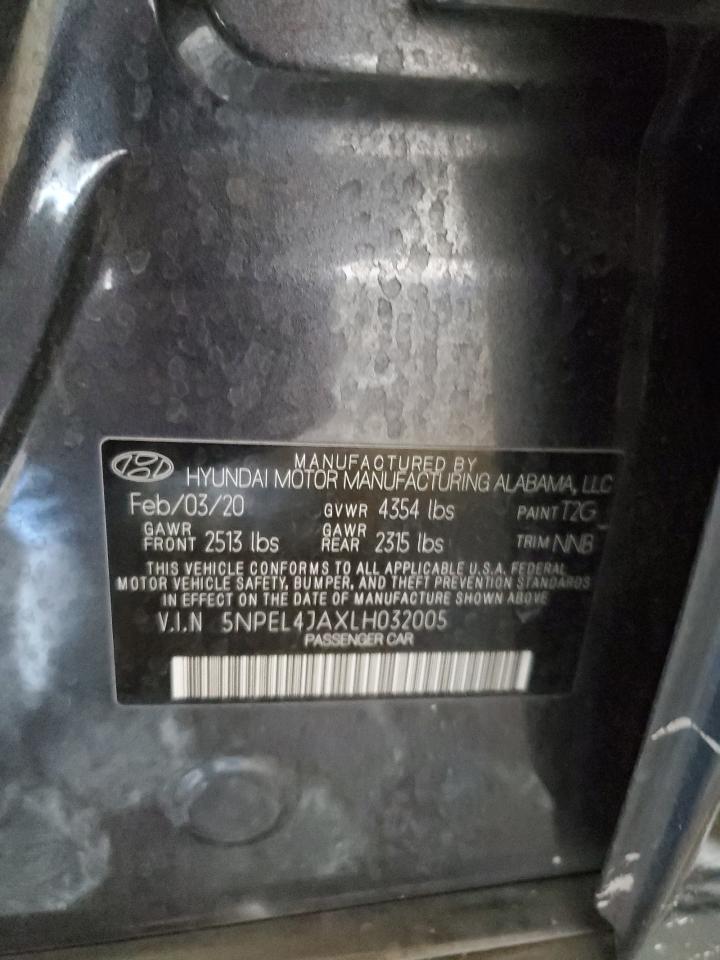 MANUFACTURED BY
HYUNDAI MOTOR MANUFACTURING ALABAMA, LLC
Feb/03/20 GVWR 4354 lbs PAINT T2G
GAWR FRONT 2513 lbs GAWR REAR 2315 lbs TRIM NNB
THIS VEHICLE CONFORMS TO ALL APPLICABLE U.S.A. FEDERAL
MOTOR VEHICLE SAFETY, BUMPER, AND THEFT PREVENTION STANDARDS
IN EFFECT ON THE DATE OF MANUFACTURE SHOWN ABOVE
V.I.N 5NPEL4JAXLH032005
PASSENGER CAR